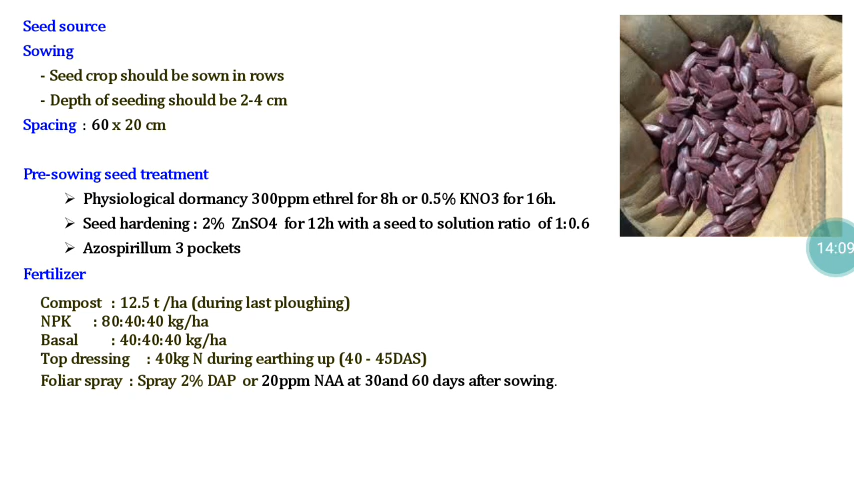 Seed source
Sowing
- Seed crop should be sown in rows
- Depth of seeding should be 2-4 cm
Spacing : 60 x 20 cm
Pre-sowing seed treatment
➢ Physiological dormancy 300ppm ethrel for 8h or 0.5% KNO3 for 16h.
➢ Seed hardening : 2% ZnSO4 for 12h with a seed to solution ratio of 1:0.6
➢ Azospirillum 3 pockets
Fertilizer
Compost : 12.5 t /ha (during last ploughing)
NPK : 80:40:40 kg/ha
Basal : 40:40:40 kg/ha
Top dressing : 40kg N during earthing up (40 - 45DAS)
Foliar spray : Spray 2% DAP or 20ppm NAA at 30and 60 days after sowing.
14:09